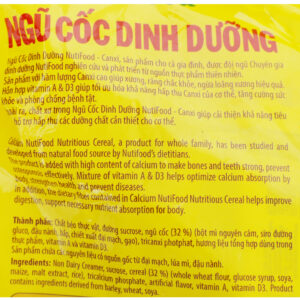 NGŨ CỐC DINH DƯỠNG
Ngũ Cốc Dinh Dưỡng NutiFood - Canxi, sản phẩm cho cả gia đình, được đội ngũ Chuyên gia
dinh dưỡng NutiFood nghiên cứu và phát triển từ nguồn thực phẩm thiên nhiên.
Sản phẩm với hàm lượng Canxi cao giúp xương, răng chắc khỏe, ngừa loãng xương hiệu quả.
Hỗn hợp vitamin A & D3 giúp tối ưu hóa khả năng hấp thu Canxi của cơ thể, tăng cường sức
khỏe và phòng chống bệnh tật.
Ngoài ra, chất xơ trong Ngũ Cốc Dinh Dưỡng NutiFood - Canxi giúp cải thiện khả năng tiêu
hóa hỗ trợ hấp thu các dưỡng chất cần thiết cho cơ thể.
Calcium NutiFood Nutritious Cereal, a product for whole family, has been studied and
developed from natural food source by NutiFood's dietitians.
The product is added with high content of calcium to make bones and teeth strong, prevent
osteoporosis effectively. Mixture of vitamin A & D3 helps optimize calcium absorption by
body, strengthen health and prevent diseases.
In addition, the dietary fiber contained in Calcium NutiFood Nutritious Cereal helps improve
digestion, support necessary nutrient absorption for body.
Thành phần: Chất béo thực vật, đường sucrose, ngũ cốc (32 %) (bột mì nguyên cám, siro
gluco, đậu nành, bắp, chiết xuất mạch nha, đạm sữa, gạo), tricanxi photphat, hương liệu tổng hợp dùng trong
thực phẩm, vitamin A, vitamin D3.
Sản phẩm chứa các nguyên liệu có nguồn gốc từ đại mạch, lúa mì, đậu nành.
Ingredients: Non Dairy Creamer, sucrose, cereal (32 %) (whole wheat flour, glucose syrup, soya,
maize, malt extract, rice), tricalcium phosphate, artificial flavor, vitamin A, vitamin D3. Product
contains ingredients derived from barley, wheat, soya.